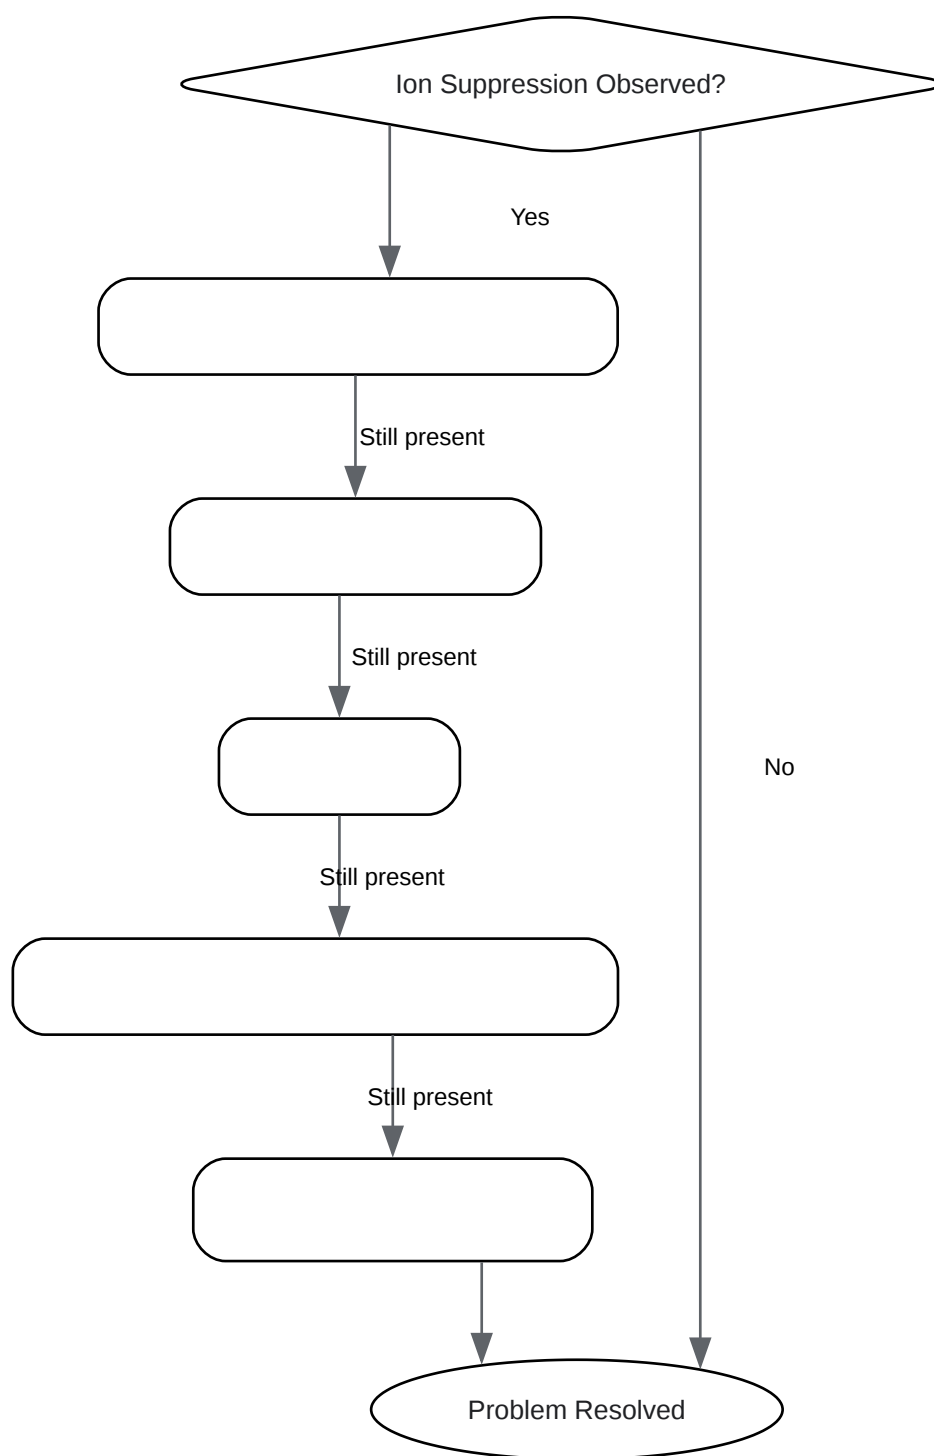 Ion Suppression Observed?
Yes
Still present
Still present
No
Still present
Still present
Problem Resolved